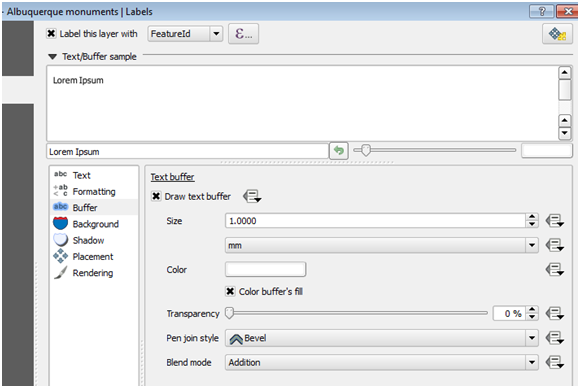 - Albuquerque monuments | Labels
Label this layer with FeatureId ε...
Text/Buffer sample
Lorem Ipsum
Lorem Ipsum
abc Text
+ab < c Formatting
abc Buffer
Background
Shadow
Placement
Rendering
Text buffer
Draw text buffer
Size 1.0000
mm
Color
Color buffer's fill
Transparency 0 %
Pen join style Bevel
Blend mode Addition